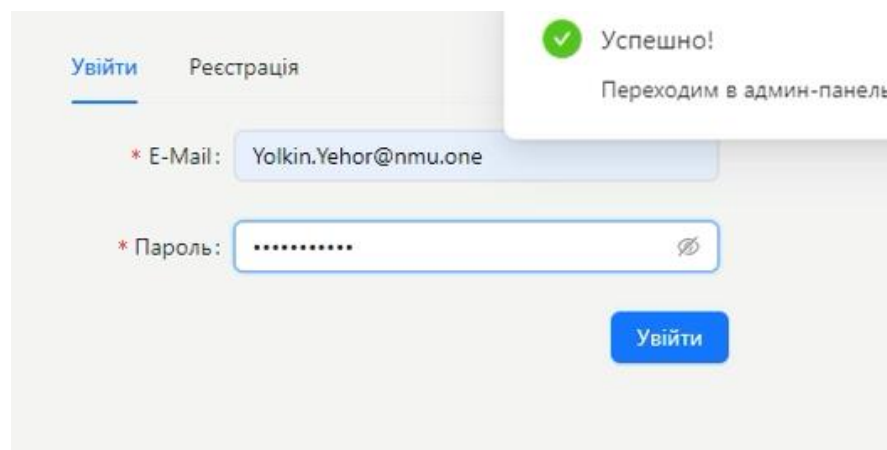 Увійти Реєстрація
Успешно!
Переходим в админ-панель
* E-Mail: Yolkin.Yehor@nmu.one
* Пароль: •••••••••••
Увійти